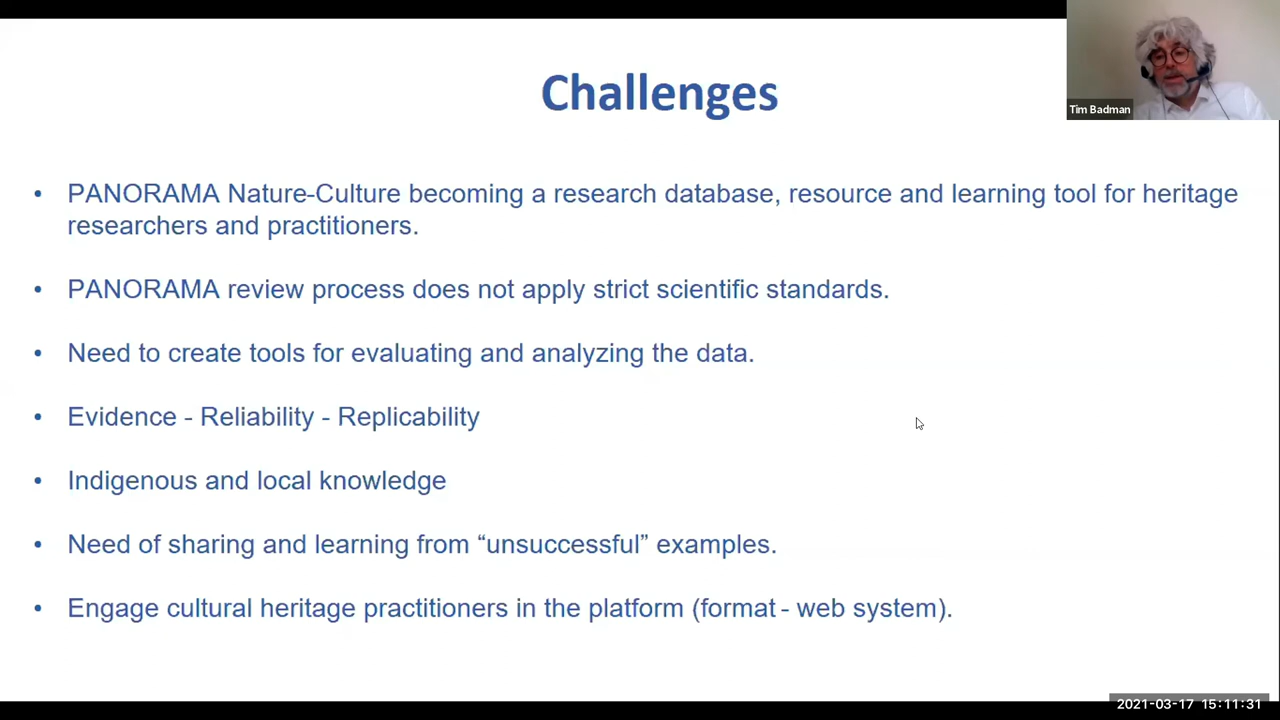 Tim Badman
Challenges
• PANORAMA Nature-Culture becoming a research database, resource and learning tool for heritage
researchers and practitioners.
• PANORAMA review process does not apply strict scientific standards.
• Need to create tools for evaluating and analyzing the data.
• Evidence - Reliability - Replicability
• Indigenous and local knowledge
• Need of sharing and learning from “unsuccessful” examples.
• Engage cultural heritage practitioners in the platform (format - web system).
2021-03-17 15:11:31